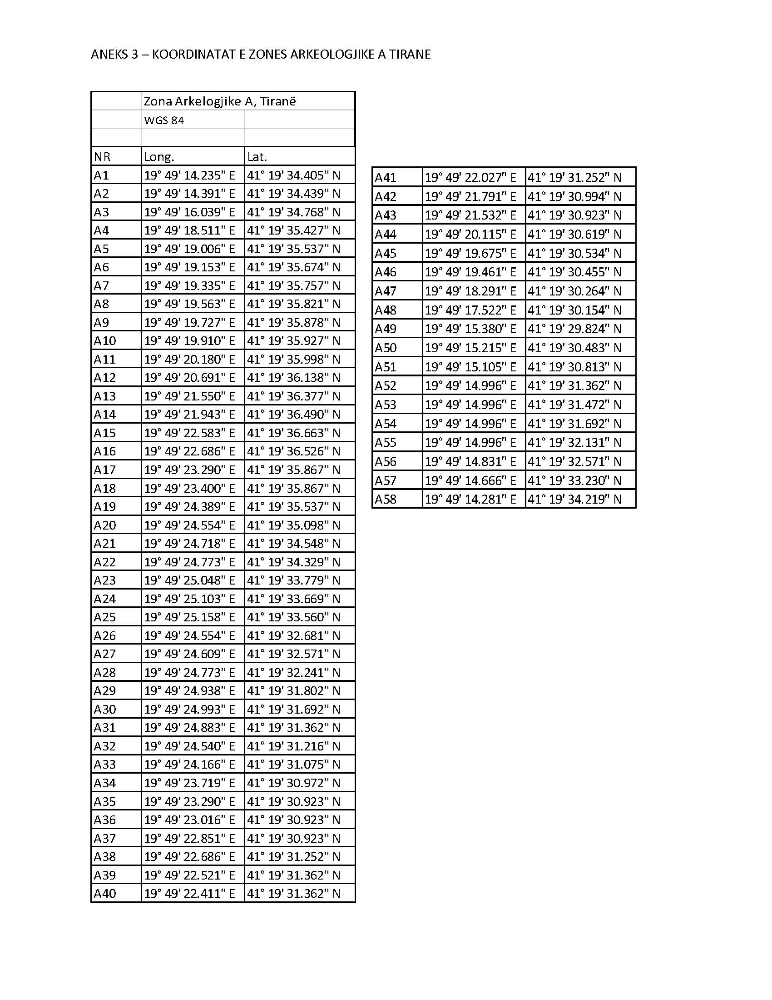 ANEKS 3 – KOORDINATAT E ZONES ARKEOLOGJIKE A TIRANE
Zona Arkelogjike A, Tiranë
WGS 84
NR Long. Lat.
A1 19° 49' 14.235" E 41° 19' 34.405" N
A2 19° 49' 14.391" E 41° 19' 34.439" N
A3 19° 49' 16.039" E 41° 19' 34.768" N
A4 19° 49' 18.511" E 41° 19' 35.427" N
A5 19° 49' 19.006" E 41° 19' 35.537" N
A6 19° 49' 19.153" E 41° 19' 35.674" N
A7 19° 49' 19.335" E 41° 19' 35.757" N
A8 19° 49' 19.563" E 41° 19' 35.821" N
A9 19° 49' 19.727" E 41° 19' 35.878" N
A10 19° 49' 19.910" E 41° 19' 35.927" N
A11 19° 49' 20.180" E 41° 19' 35.998" N
A12 19° 49' 20.691" E 41° 19' 36.138" N
A13 19° 49' 21.550" E 41° 19' 36.377" N
A14 19° 49' 21.943" E 41° 19' 36.490" N
A15 19° 49' 22.583" E 41° 19' 36.663" N
A16 19° 49' 22.686" E 41° 19' 36.526" N
A17 19° 49' 23.290" E 41° 19' 35.867" N
A18 19° 49' 23.400" E 41° 19' 35.867" N
A19 19° 49' 24.389" E 41° 19' 35.537" N
A20 19° 49' 24.554" E 41° 19' 35.098" N
A21 19° 49' 24.718" E 41° 19' 34.548" N
A22 19° 49' 24.773" E 41° 19' 34.329" N
A23 19° 49' 25.048" E 41° 19' 33.779" N
A24 19° 49' 25.103" E 41° 19' 33.669" N
A25 19° 49' 25.158" E 41° 19' 33.560" N
A26 19° 49' 24.554" E 41° 19' 32.681" N
A27 19° 49' 24.609" E 41° 19' 32.571" N
A28 19° 49' 24.773" E 41° 19' 32.241" N
A29 19° 49' 24.938" E 41° 19' 31.802" N
A30 19° 49' 24.993" E 41° 19' 31.692" N
A31 19° 49' 24.883" E 41° 19' 31.362" N
A32 19° 49' 24.540" E 41° 19' 31.216" N
A33 19° 49' 24.166" E 41° 19' 31.075" N
A34 19° 49' 23.719" E 41° 19' 30.972" N
A35 19° 49' 23.290" E 41° 19' 30.923" N
A36 19° 49' 23.016" E 41° 19' 30.923" N
A37 19° 49' 22.851" E 41° 19' 30.923" N
A38 19° 49' 22.686" E 41° 19' 31.252" N
A39 19° 49' 22.521" E 41° 19' 31.362" N
A40 19° 49' 22.411" E 41° 19' 31.362" N
A41 19° 49' 22.027" E 41° 19' 31.252" N
A42 19° 49' 21.791" E 41° 19' 30.994" N
A43 19° 49' 21.532" E 41° 19' 30.923" N
A44 19° 49' 20.115" E 41° 19' 30.619" N
A45 19° 49' 19.675" E 41° 19' 30.534" N
A46 19° 49' 19.461" E 41° 19' 30.455" N
A47 19° 49' 18.291" E 41° 19' 30.264" N
A48 19° 49' 17.522" E 41° 19' 30.154" N
A49 19° 49' 15.380" E 41° 19' 29.824" N
A50 19° 49' 15.215" E 41° 19' 30.483" N
A51 19° 49' 15.105" E 41° 19' 30.813" N
A52 19° 49' 14.996" E 41° 19' 31.362" N
A53 19° 49' 14.996" E 41° 19' 31.472" N
A54 19° 49' 14.996" E 41° 19' 31.692" N
A55 19° 49' 14.996" E 41° 19' 32.131" N
A56 19° 49' 14.831" E 41° 19' 32.571" N
A57 19° 49' 14.666" E 41° 19' 33.230" N
A58 19° 49' 14.281" E 41° 19' 34.219" N